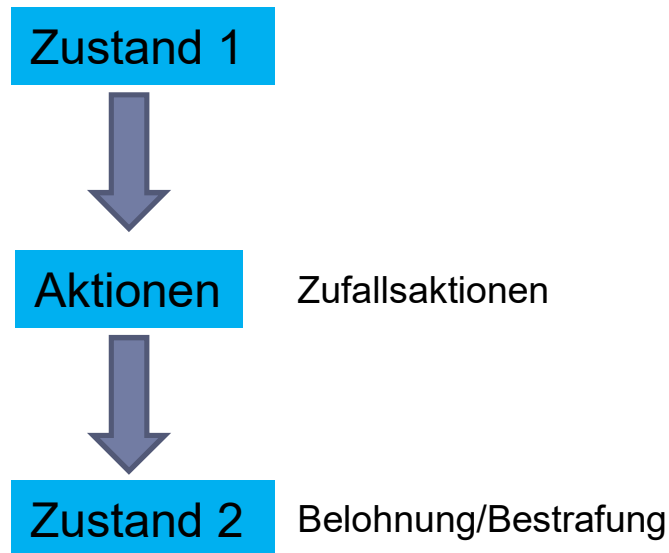 Zustand 1
Aktionen
Zufallsaktionen
Zustand 2
Belohnung/Bestrafung